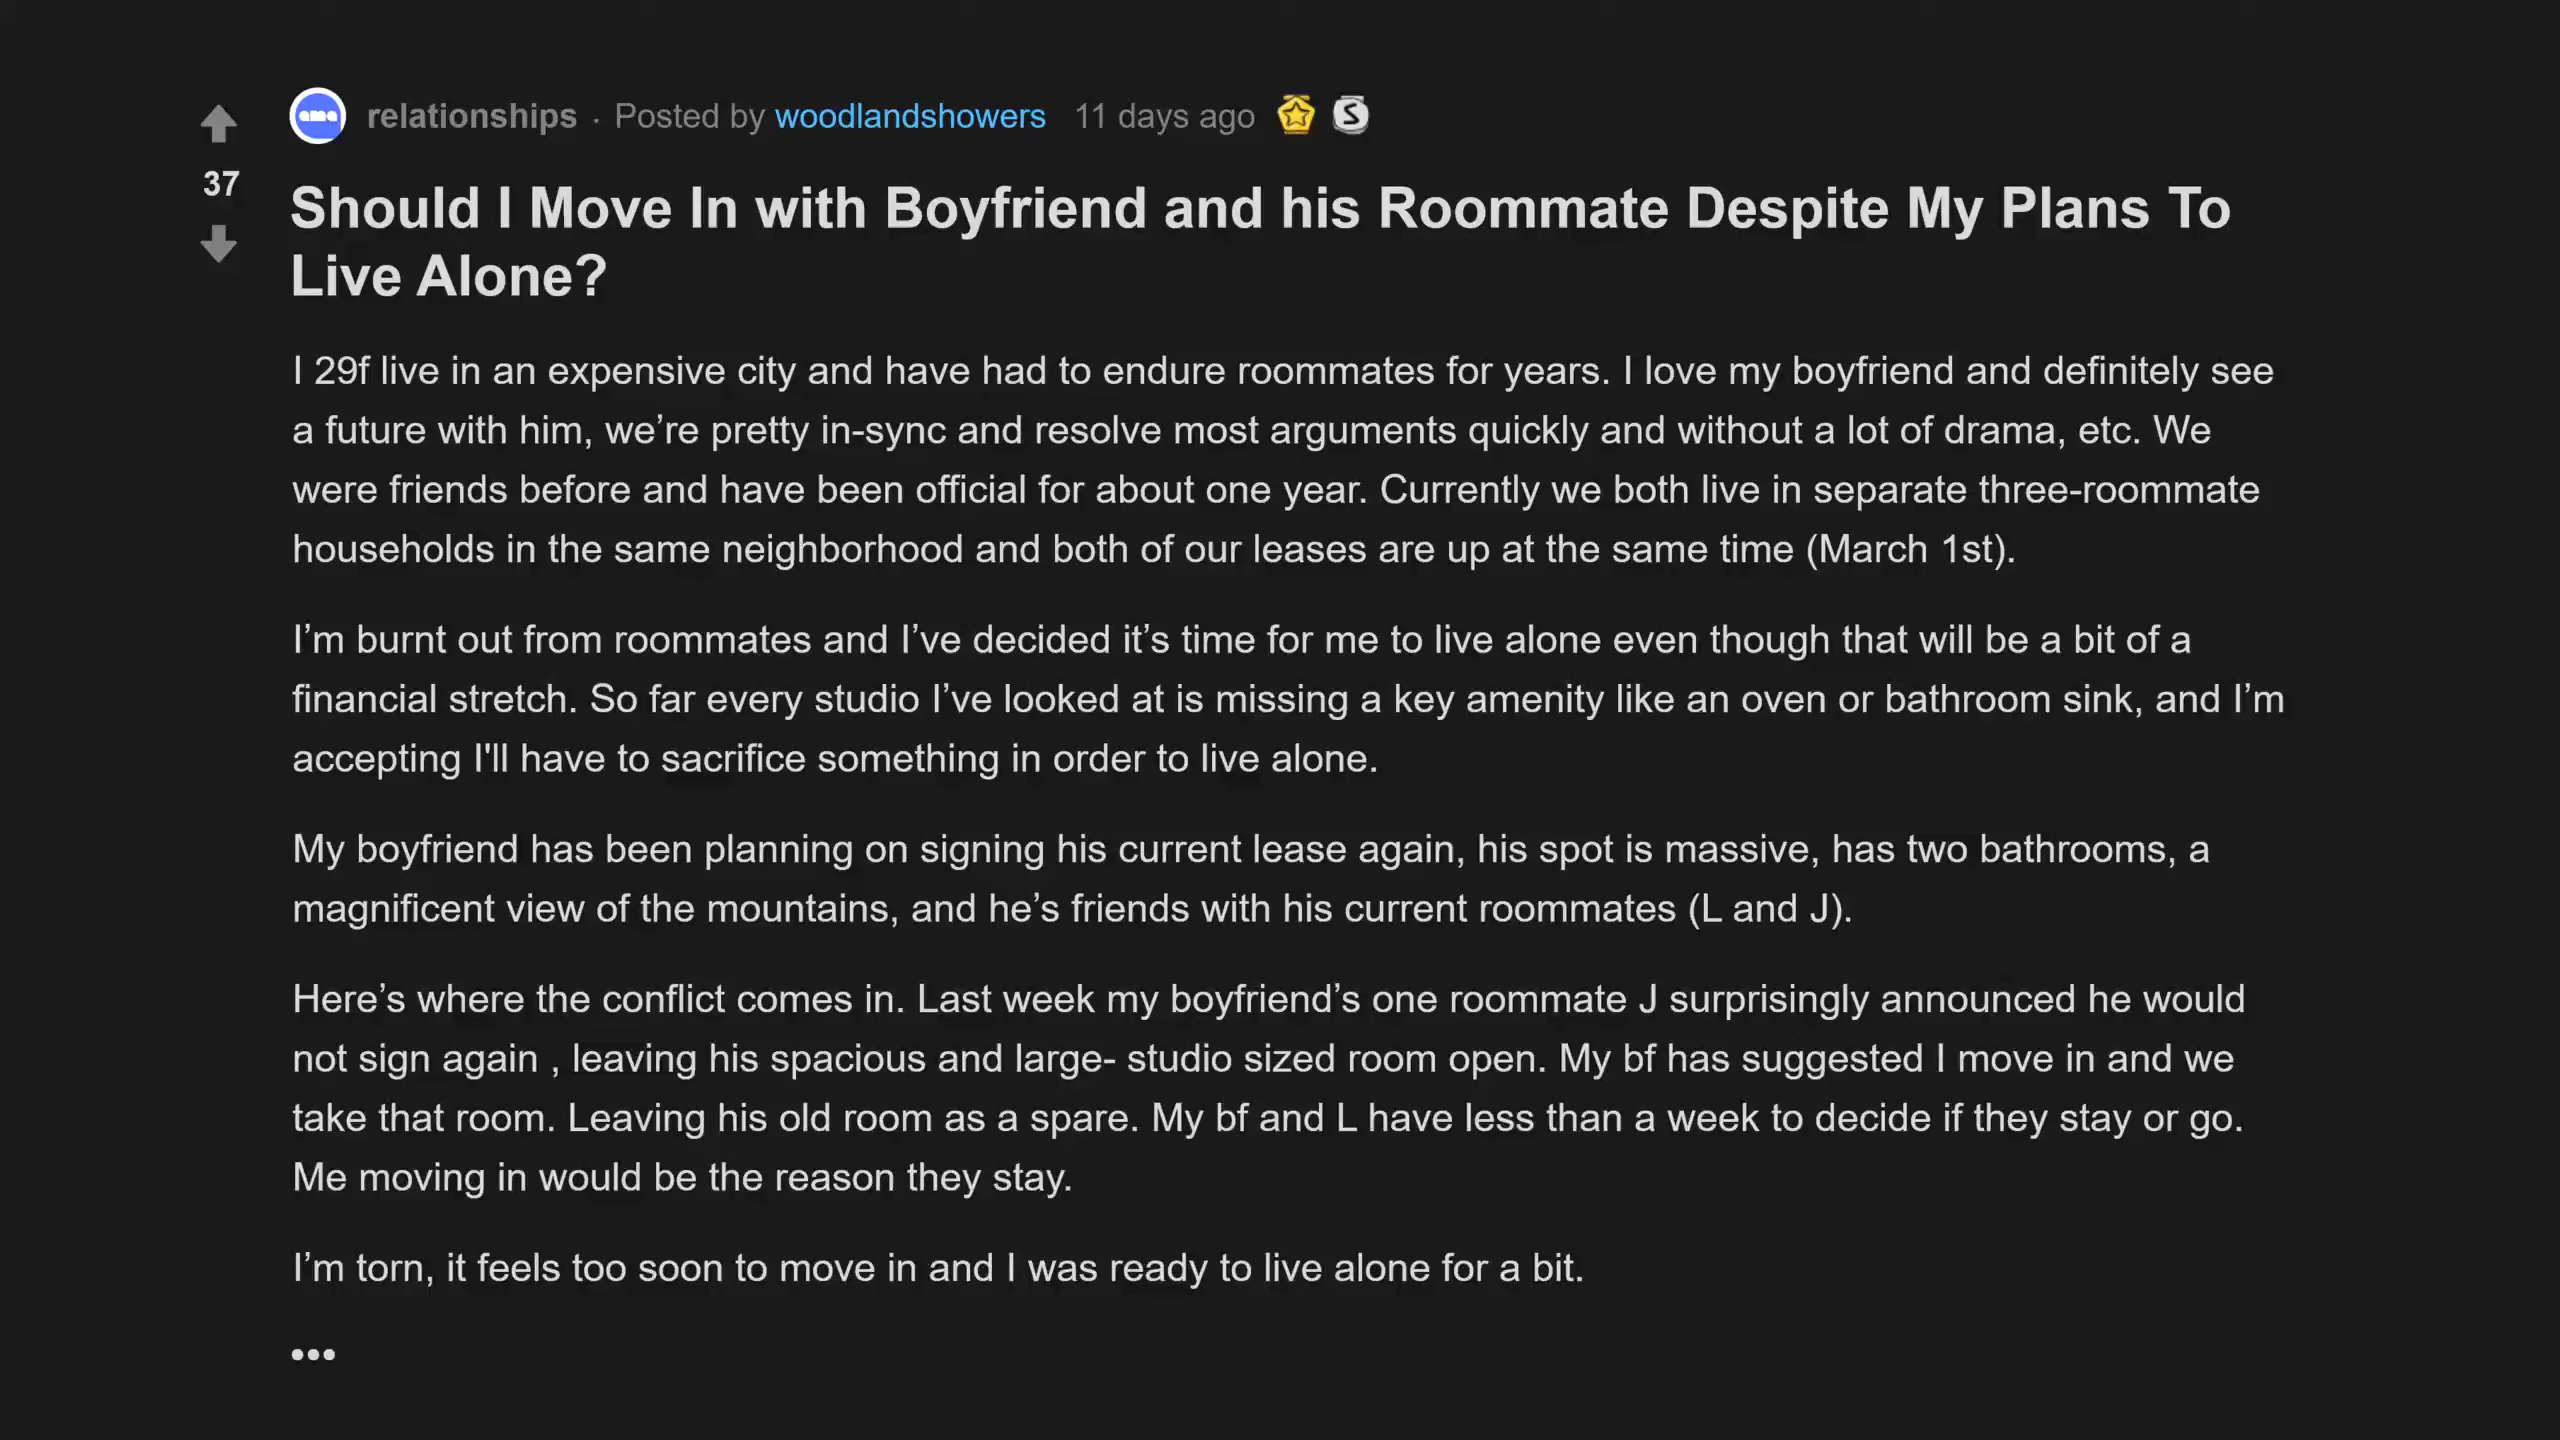 relationships · Posted by woodlandshowers 11 days ago
37
Should I Move In with Boyfriend and his Roommate Despite My Plans To
Live Alone?
I 29f live in an expensive city and have had to endure roommates for years. I love my boyfriend and definitely see
a future with him, we’re pretty in-sync and resolve most arguments quickly and without a lot of drama, etc. We
were friends before and have been official for about one year. Currently we both live in separate three-roommate
households in the same neighborhood and both of our leases are up at the same time (March 1st).
I’m burnt out from roommates and I’ve decided it’s time for me to live alone even though that will be a bit of a
financial stretch. So far every studio I’ve looked at is missing a key amenity like an oven or bathroom sink, and I’m
accepting I'll have to sacrifice something in order to live alone.
My boyfriend has been planning on signing his current lease again, his spot is massive, has two bathrooms, a
magnificent view of the mountains, and he’s friends with his current roommates (L and J).
Here’s where the conflict comes in. Last week my boyfriend’s one roommate J surprisingly announced he would
not sign again , leaving his spacious and large- studio sized room open. My bf has suggested I move in and we
take that room. Leaving his old room as a spare. My bf and L have less than a week to decide if they stay or go.
Me moving in would be the reason they stay.
I’m torn, it feels too soon to move in and I was ready to live alone for a bit.
•••